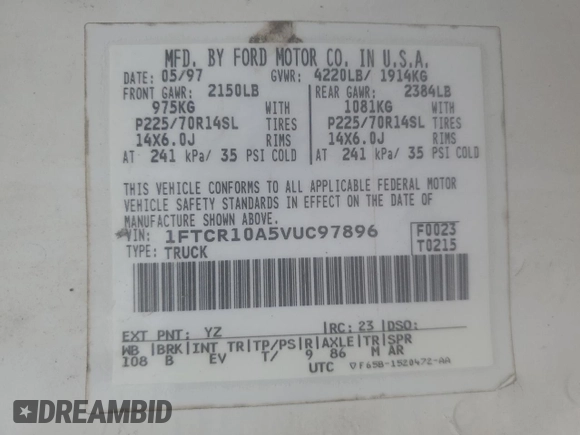 MFD. BY FORD MOTOR CO. IN U.S.A.
DATE: 05/97 GVWR: 4220LB/ 1914KG
FRONT GAWR: 2150LB REAR GAWR: 2384LB
975KG WITH 1081KG WITH
P225/70R14SL TIRES P225/70R14SL TIRES
14X6.0J RIMS 14X6.0J RIMS
AT 241 kPa/ 35 PSI COLD AT 241 kPa/ 35 PSI COLD
THIS VEHICLE CONFORMS TO ALL APPLICABLE FEDERAL MOTOR
VEHICLE SAFETY STANDARDS IN EFFECT ON THE DATE OF
MANUFACTURE SHOWN ABOVE.
VIN: 1FTCR10A5VUC97896 F0023
TYPE: TRUCK T0215
EXT PNT: YZ |RC: 23 |DSO:
WB |BRK|INT TR|TP/PS|R|AXLE|TR|SPR
108 B EV T/ 9 86 M AR
UTC ▽F65B-1520472-AA
DREAMBID